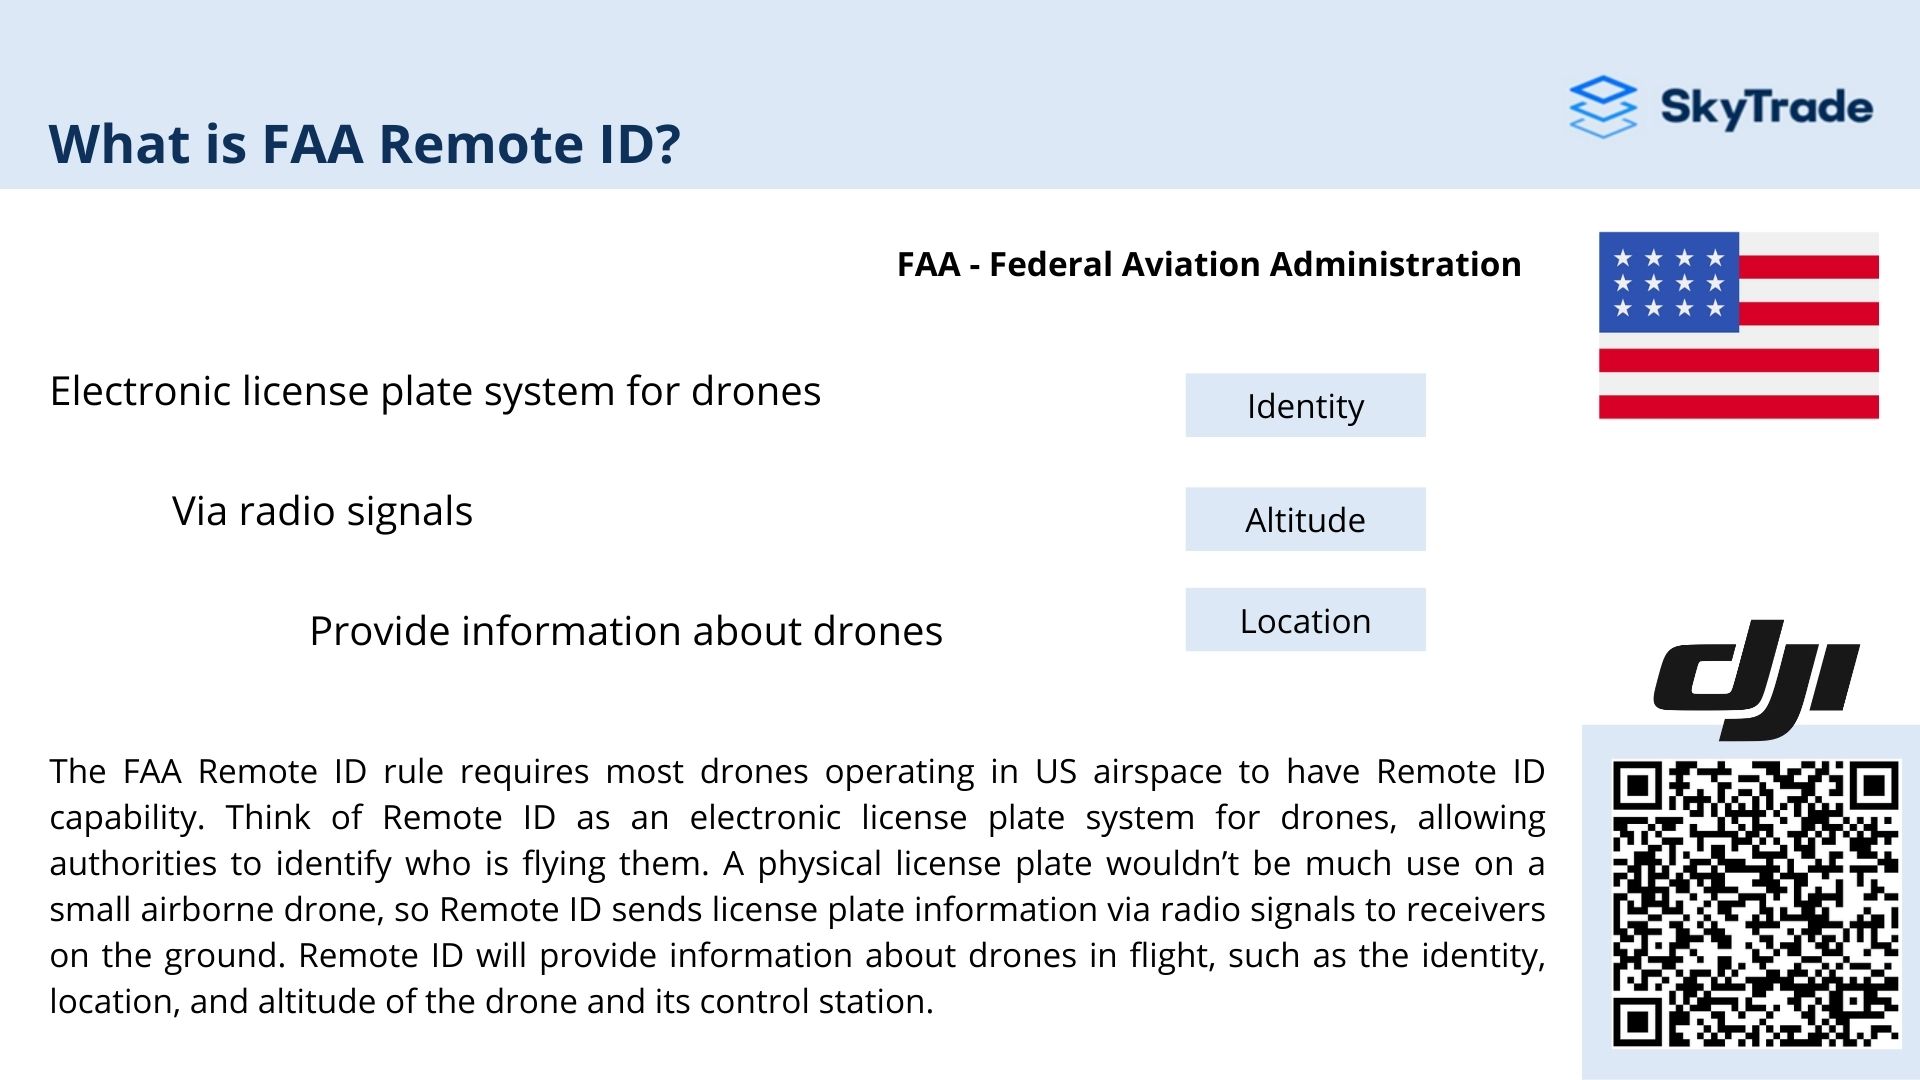 What is FAA Remote ID?
SkyTrade
FAA - Federal Aviation Administration
Electronic license plate system for drones
Via radio signals
Provide information about drones
Identity
Altitude
Location
dji
The FAA Remote ID rule requires most drones operating in US airspace to have Remote ID
capability. Think of Remote ID as an electronic license plate system for drones, allowing
authorities to identify who is flying them. A physical license plate wouldn’t be much use on a
small airborne drone, so Remote ID sends license plate information via radio signals to receivers
on the ground. Remote ID will provide information about drones in flight, such as the identity,
location, and altitude of the drone and its control station.